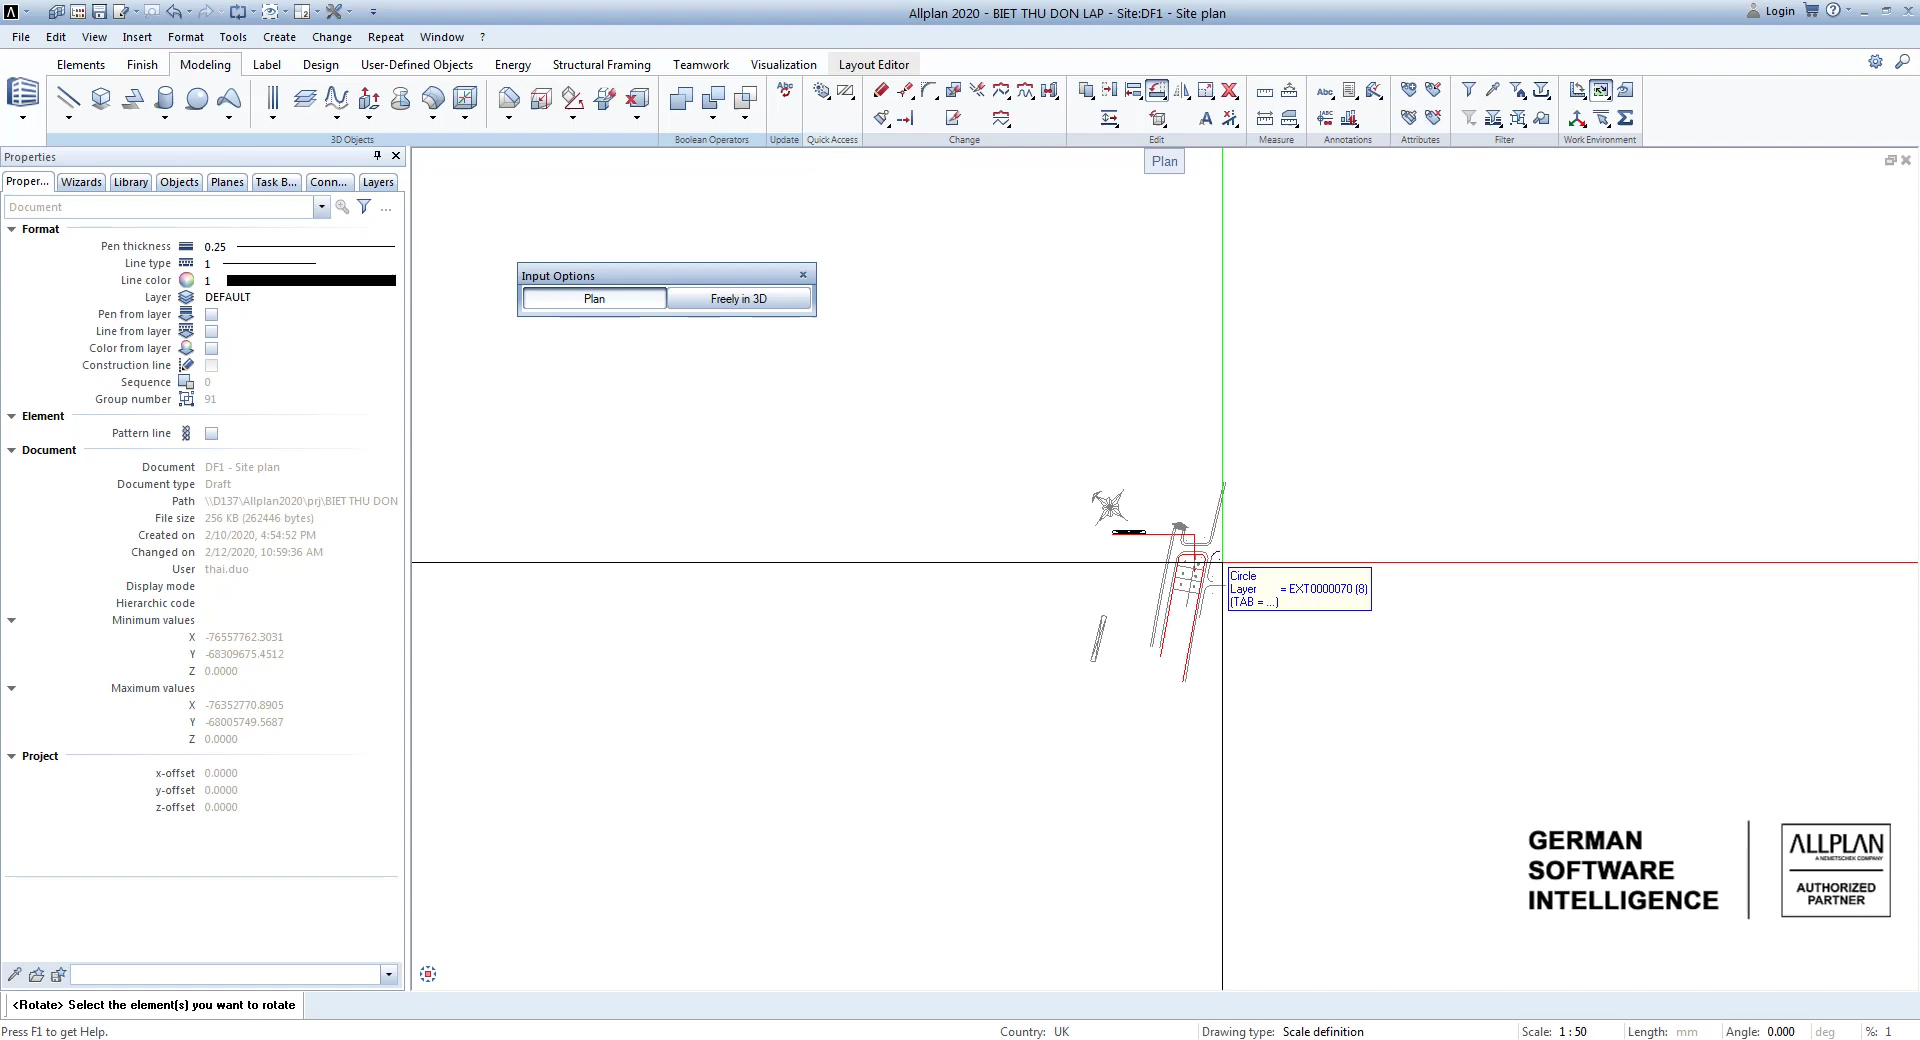 Allplan 2020 - BIET THU DON LAP - Site:DF1 - Site plan
Login
File Edit View Insert Format Tools Create Change Repeat Window ?
Elements Finish Modeling Label Design User-Defined Objects Energy Structural Framing Teamwork Visualization Layout Editor
3D Objects Boolean Operators Update Quick Access Change Edit Measure Annotations Attributes Filter Work Environment
Properties
Proper... Wizards Library Objects Planes Task B... Conn... Layers
Document
Format
Pen thickness 0.25
Line type 1
Line color 1
Layer DEFAULT
Pen from layer
Line from layer
Color from layer
Construction line
Sequence 0
Group number 91
Element
Pattern line
Document
Document DF1 - Site plan
Document type Draft
Path \\D137\Allplan2020\prj\BIET THU DON
File size 256 KB (262446 bytes)
Created on 2/10/2020, 4:54:52 PM
Changed on 2/12/2020, 10:59:36 AM
User thai.duo
Display mode
Hierarchic code
Minimum values
X -76557762.3031
Y -68309675.4512
Z 0.0000
Maximum values
X -76352770.8905
Y -68005749.5687
Z 0.0000
Project
x-offset 0.0000
y-offset 0.0000
z-offset 0.0000
Plan
Input Options
Plan Freely in 3D
Circle
Layer = EXT0000070 (8)
(TAB = ...)
GERMAN
SOFTWARE
INTELLIGENCE
ALLPLAN
A NEMETSCHEK COMPANY
AUTHORIZED
PARTNER
<Rotate> Select the element(s) you want to rotate
Press F1 to get Help.
Country: UK
Drawing type: Scale definition
Scale: 1 : 50
Length: mm
Angle: 0.000 deg
%: 1